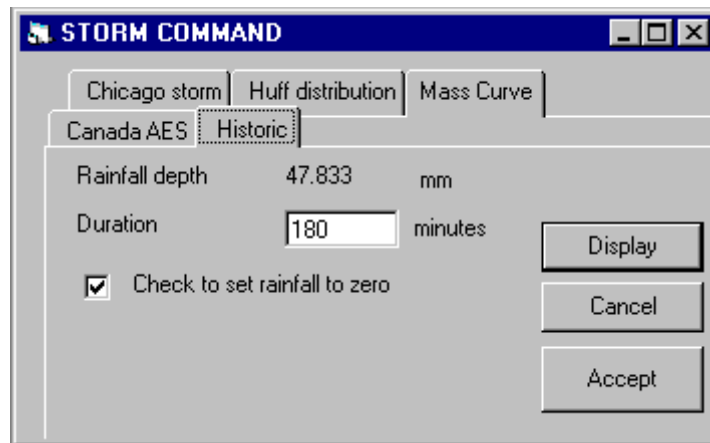 STORM COMMAND
Chicago storm Huff distribution Mass Curve
Canada AES Historic
Rainfall depth 47.833 mm
Duration 180 minutes
Display
Check to set rainfall to zero
Cancel
Accept